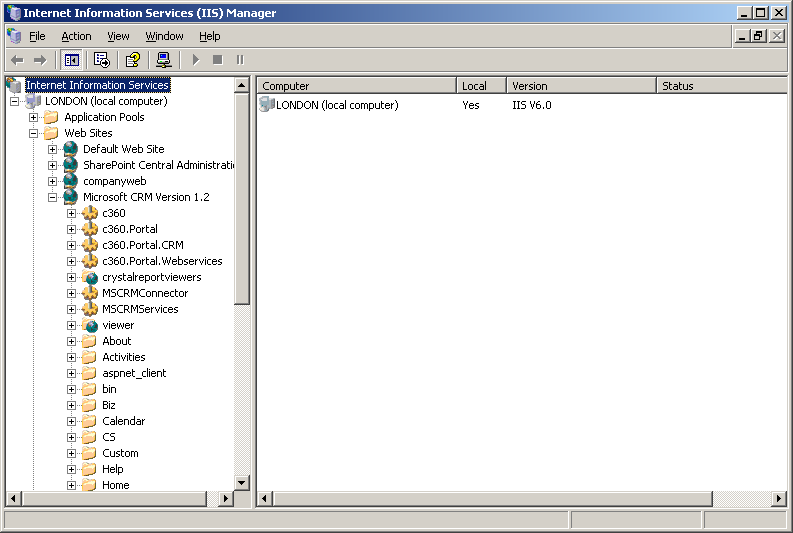 Internet Information Services (IIS) Manager
File Action View Window Help
Internet Information Services
LONDON (local computer)
Application Pools
Web Sites
Default Web Site
SharePoint Central Administratio
companyweb
Microsoft CRM Version 1.2
c360
c360.Portal
c360.Portal.CRM
c360.Portal.Webservices
crystalreportviewers
MSCRMConnector
MSCRMServices
viewer
About
Activities
aspnet_client
bin
Biz
Calendar
CS
Custom
Help
Home
Computer Local Version Status
LONDON (local computer) Yes IIS V6.0